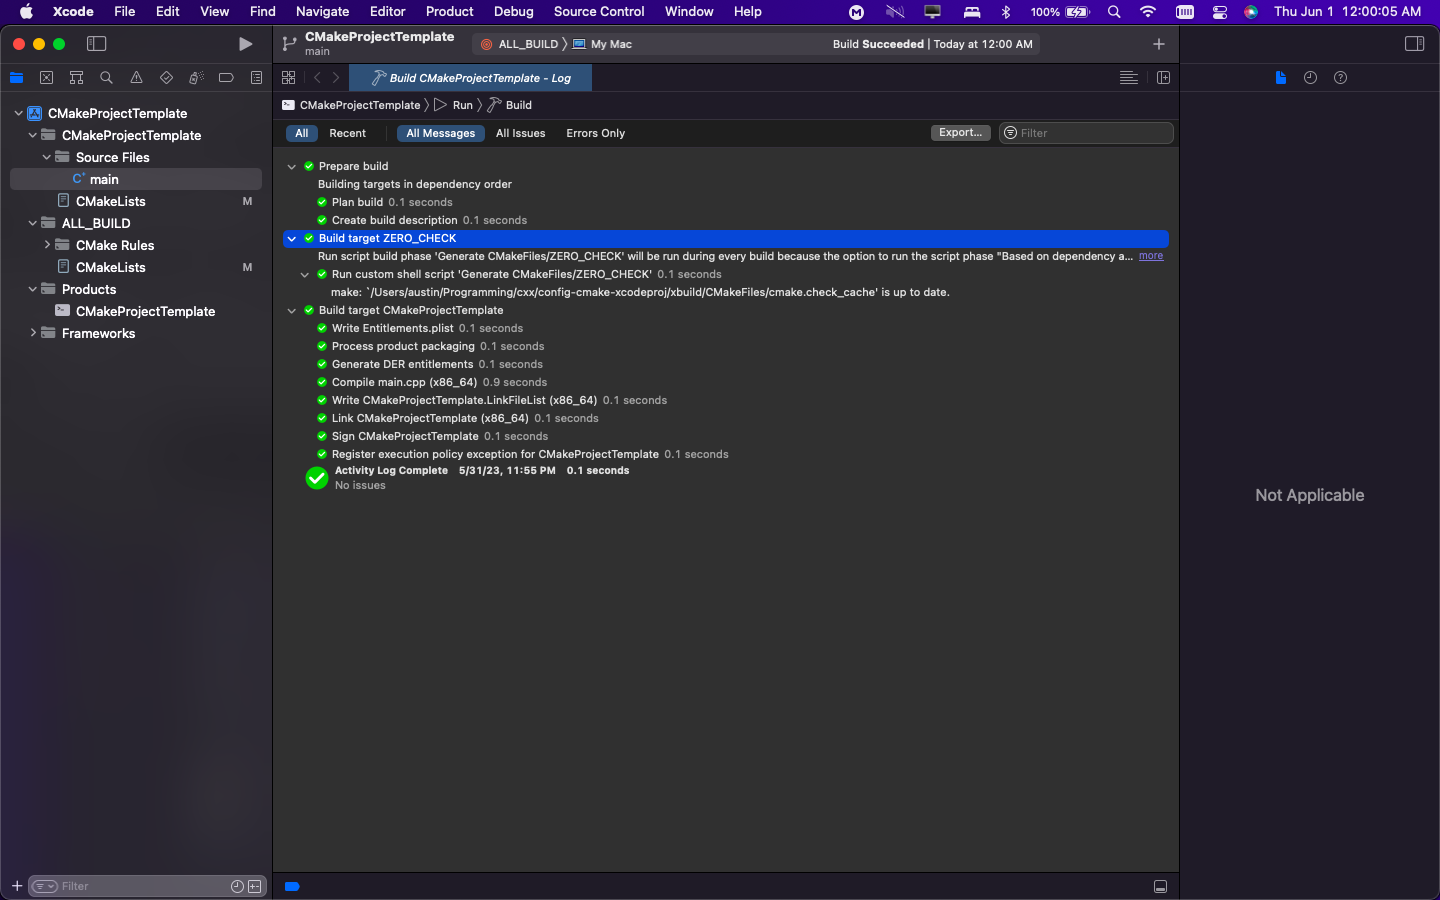 Xcode File Edit View Find Navigate Editor Product Debug Source Control Window Help 100% Thu Jun 1 12:00:05 AM
CMakeProjectTemplate
main
ALL_BUILD My Mac
Build Succeeded | Today at 12:00 AM
Build CMakeProjectTemplate - Log
CMakeProjectTemplate Run Build
All Recent All Messages All Issues Errors Only Export... Filter
CMakeProjectTemplate
CMakeProjectTemplate
Source Files
C+ main
CMakeLists M
ALL_BUILD
CMake Rules
CMakeLists M
Products
CMakeProjectTemplate
Frameworks
Prepare build
Building targets in dependency order
Plan build 0.1 seconds
Create build description 0.1 seconds
Build target ZERO_CHECK
Run script build phase 'Generate CMakeFiles/ZERO_CHECK' will be run during every build because the option to run the script phase "Based on dependency a... more
Run custom shell script 'Generate CMakeFiles/ZERO_CHECK' 0.1 seconds
make: `/Users/austin/Programming/cxx/config-cmake-xcodeproj/xbuild/CMakeFiles/cmake.check_cache' is up to date.
Build target CMakeProjectTemplate
Write Entitlements.plist 0.1 seconds
Process product packaging 0.1 seconds
Generate DER entitlements 0.1 seconds
Compile main.cpp (x86_64) 0.9 seconds
Write CMakeProjectTemplate.LinkFileList (x86_64) 0.1 seconds
Link CMakeProjectTemplate (x86_64) 0.1 seconds
Sign CMakeProjectTemplate 0.1 seconds
Register execution policy exception for CMakeProjectTemplate 0.1 seconds
Activity Log Complete 5/31/23, 11:55 PM 0.1 seconds
No issues
Not Applicable
Filter